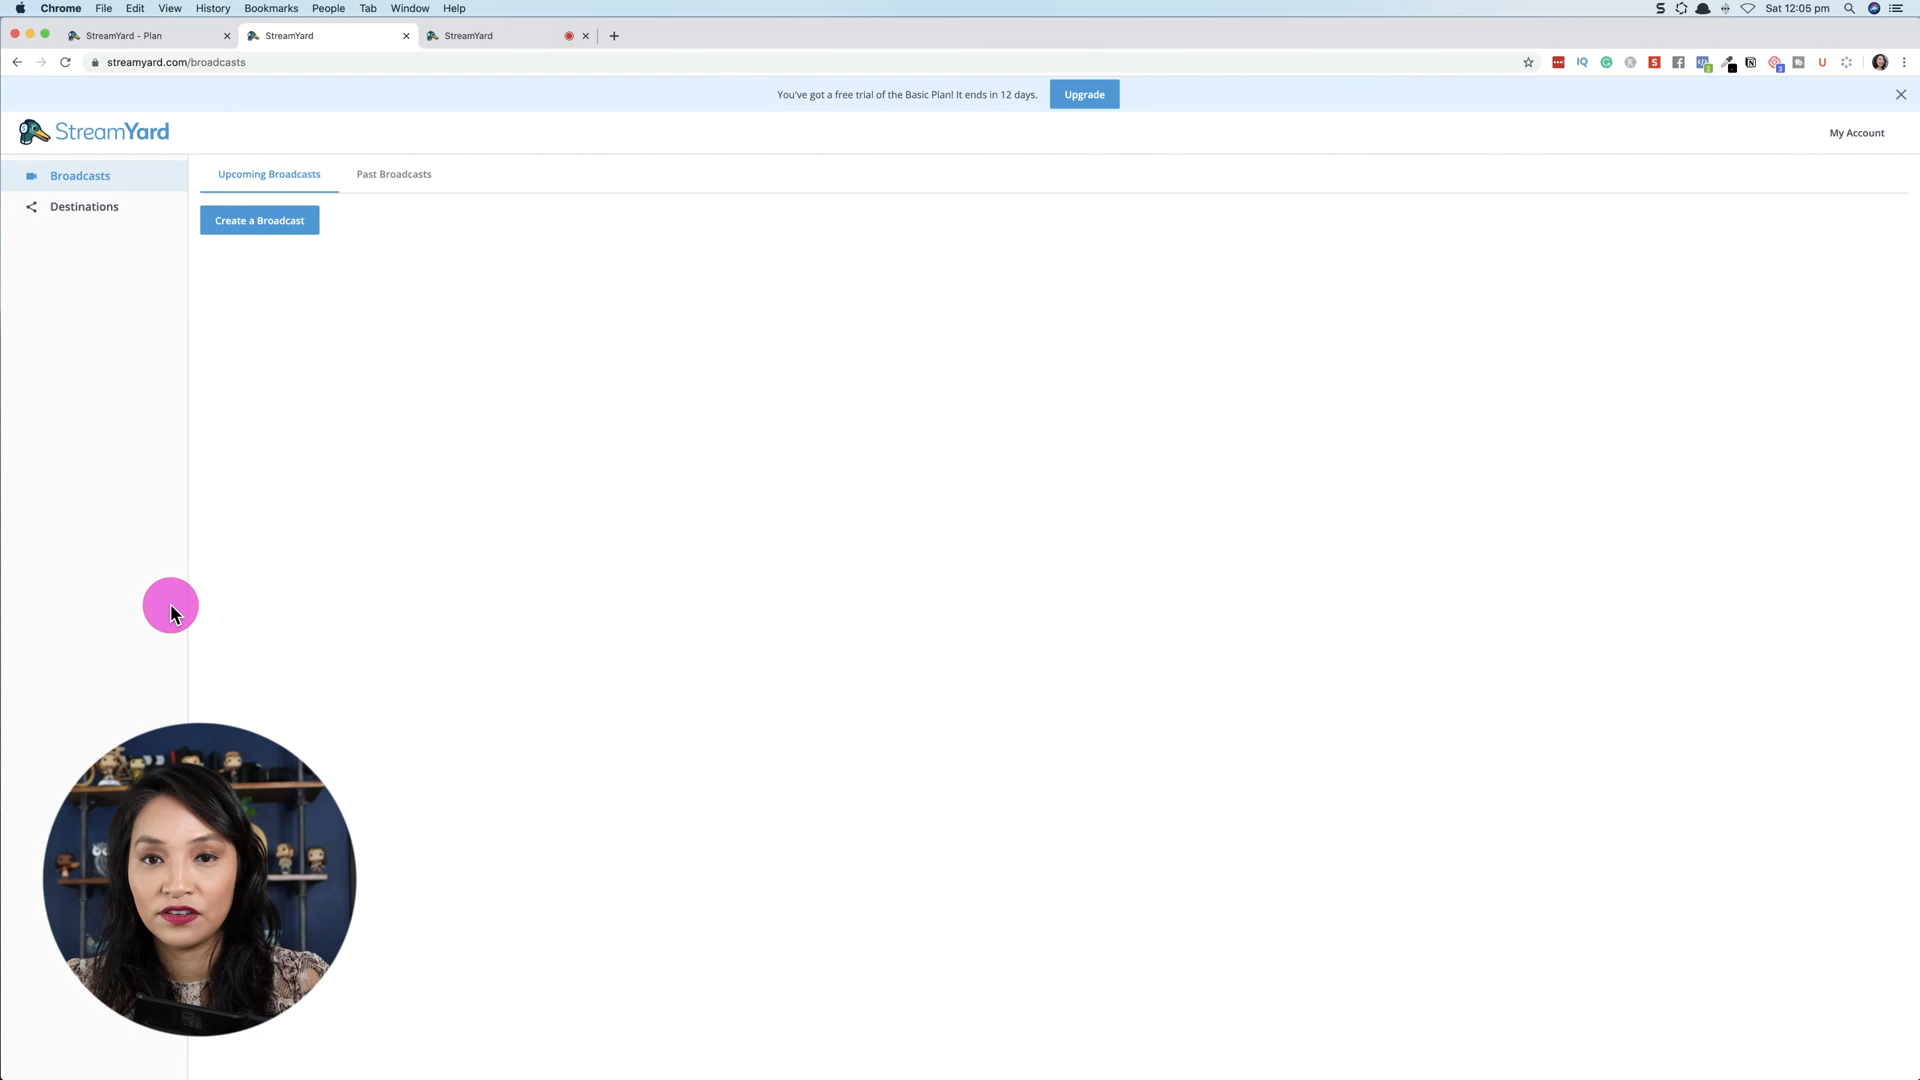 Chrome File Edit View History Bookmarks People Tab Window Help
Sat 12:05 pm
StreamYard - Plan
StreamYard
StreamYard
streamyard.com/broadcasts
You've got a free trial of the Basic Plan! It ends in 12 days.
Upgrade
StreamYard
My Account
Broadcasts
Destinations
Upcoming Broadcasts
Past Broadcasts
Create a Broadcast